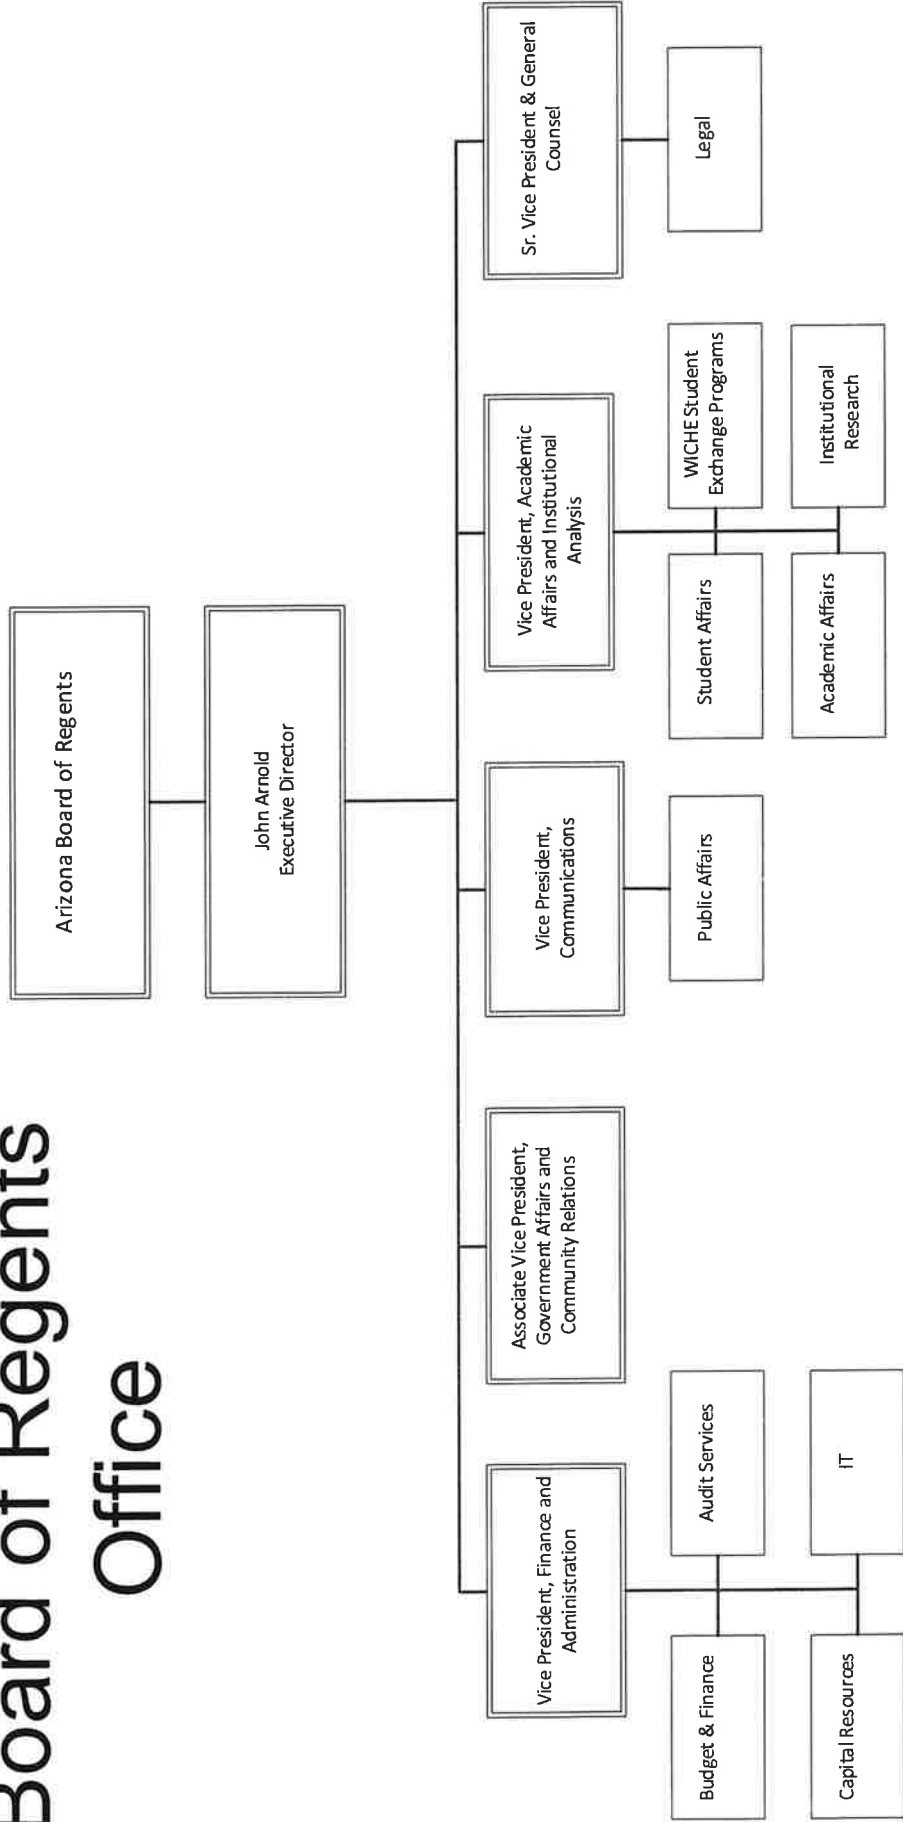 Board of Regents
Office
Arizona Board of Regents
John Arnold
Executive Director
Vice President, Finance and
Administration
Associate Vice President,
Government Affairs and
Community Relations
Vice President,
Communications
Vice President, Academic
Affairs and Institutional
Analysis
Sr. Vice President & General
Counsel
Budget & Finance
Audit Services
Capital Resources
IT
Public Affairs
Student Affairs
WICHE Student
Exchange Programs
Academic Affairs
Institutional
Research
Legal